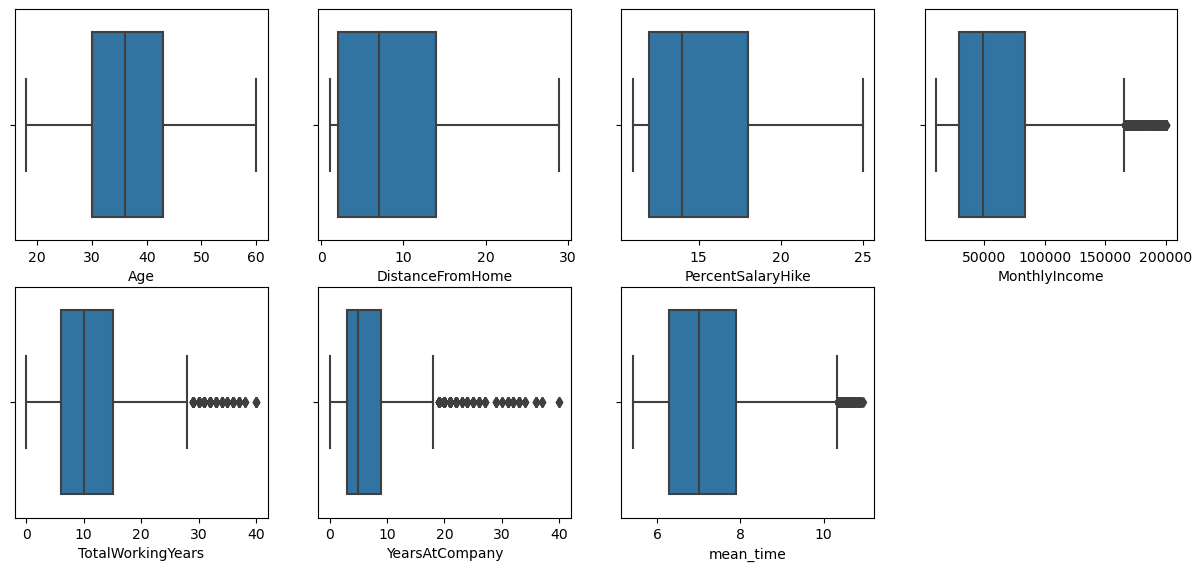 20 30 40 50 60
Age
0 10 20 30
DistanceFromHome
15 20 25
PercentSalaryHike
50000 100000 150000 200000
MonthlyIncome
0 10 20 30 40
TotalWorkingYears
0 10 20 30 40
YearsAtCompany
6 8 10
mean_time